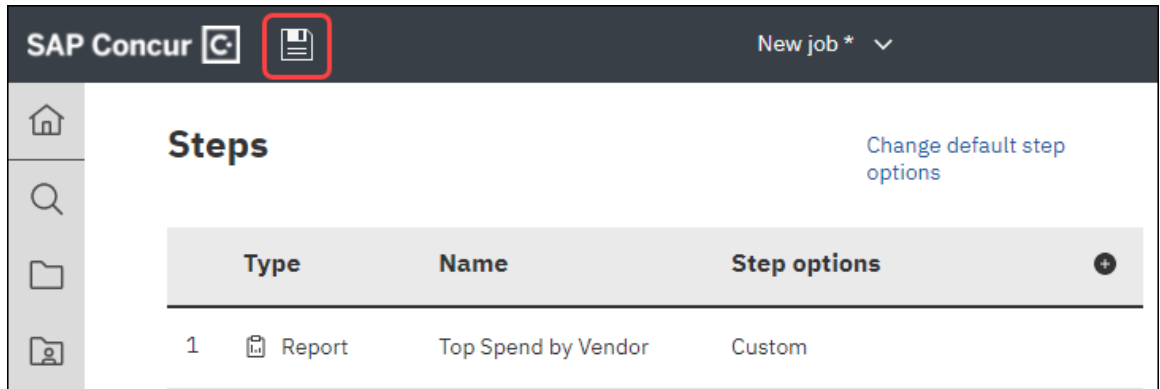 SAP Concur C
New job *
Steps
Change default step
options
Type Name Step options
1 Report Top Spend by Vendor Custom